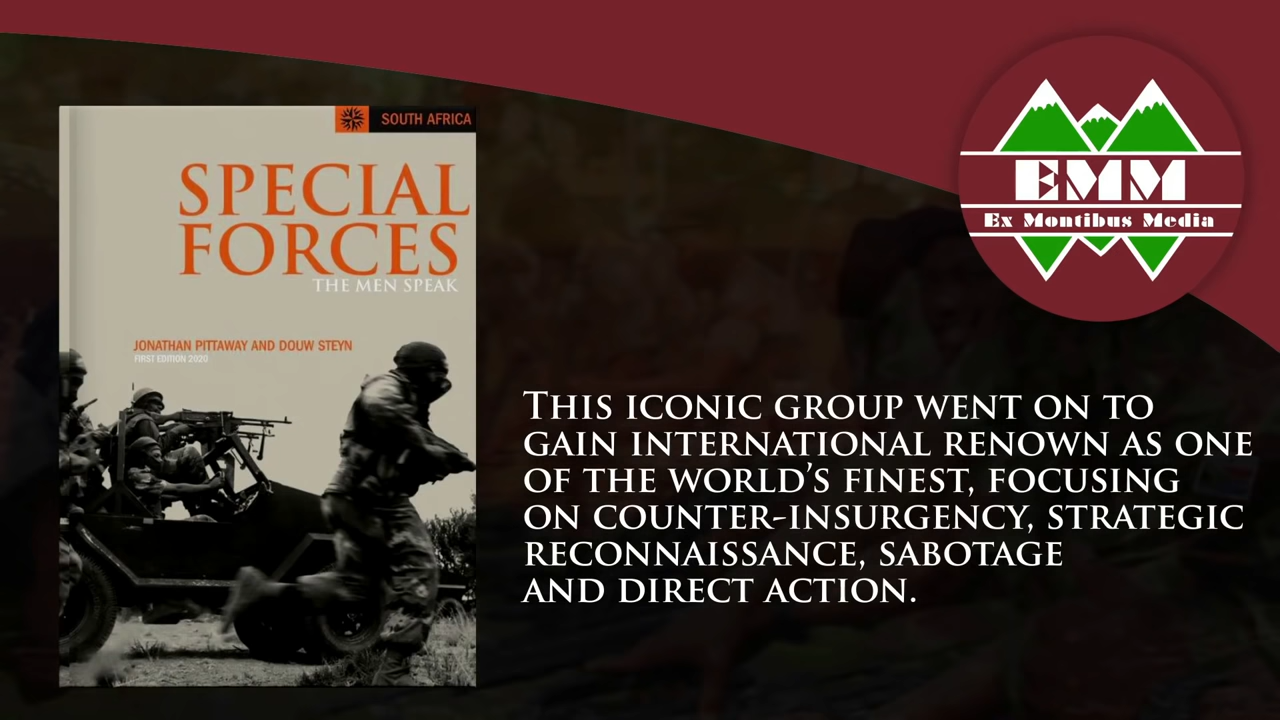 SOUTH AFRICA
SPECIAL
FORCES
THE MEN SPEAK
JONATHAN PITTAWAY AND DOUW STEYN
FIRST EDITION 2020
EMM
Ex Montibus Media
THIS ICONIC GROUP WENT ON TO
GAIN INTERNATIONAL RENOWN AS ONE
OF THE WORLD'S FINEST, FOCUSING
ON COUNTER-INSURGENCY, STRATEGIC
RECONNAISSANCE, SABOTAGE
AND DIRECT ACTION.